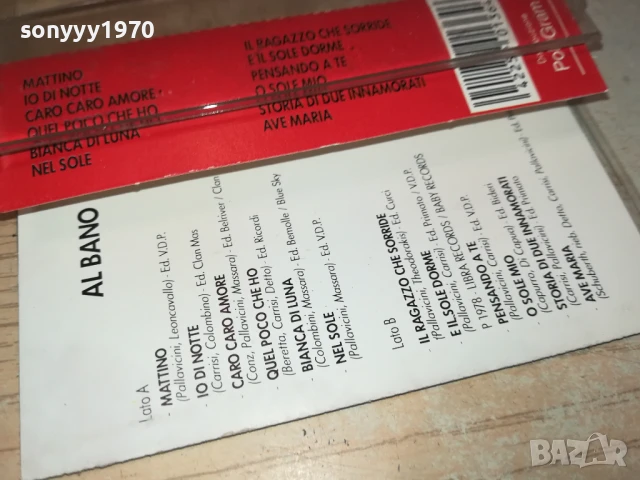 sonyyy1970
MATTINO
IO DI NOTTE
CARO CARO AMORE
QUEL POCO CHE HO
BIANCA DI LUNA
NEL SOLE
IL RAGAZZO CHE SORRIDE
E IL SOLE DORME
PENSANDO A TE
O SOLE MIO
STORIA DI DUE INNAMORATI
AVE MARIA
AL BANO
Lato A
- MATTINO
(Pallavicini, Leoncavallo) - Ed. V.D.P.
- IO DI NOTTE
(Carrisi, Colombino) - Ed. Clan Mas
- CARO CARO AMORE
(Conz, Pallavicini, Massara) - Ed. Beltriver / Clan
- QUEL POCO CHE HO
(Beretta, Carrisi, Detto) - Ed. Ricordi
- BIANCA DI LUNA
(Colombini, Massara) - Ed. Bemolle / Blue Sky
- NEL SOLE
(Pallavicini, Massara) - Ed. V.D.P.
Lato B
- IL RAGAZZO CHE SORRIDE
(Pallavicini, Theodorakis) - Ed. Curci
- E IL SOLE DORME
(Pallavicini, Carrisi) - Ed. Primato / V.D.P.
P 1978 - LIBRA RECORDS / BABY RECORDS
- PENSANDO A TE
(Pallavicini, Carrisi) - Ed. V.D.P.
- O SOLE MIO
(Capurro, Di Capua) - Ed. Bideri
- STORIA DI DUE INNAMORATI
(Carrisi, Pallavicini) - Ed. Primato
- AVE MARIA
(Schubert, rieb. Detto, Carrisi, Pallavicini) - Ed.
BAZAR